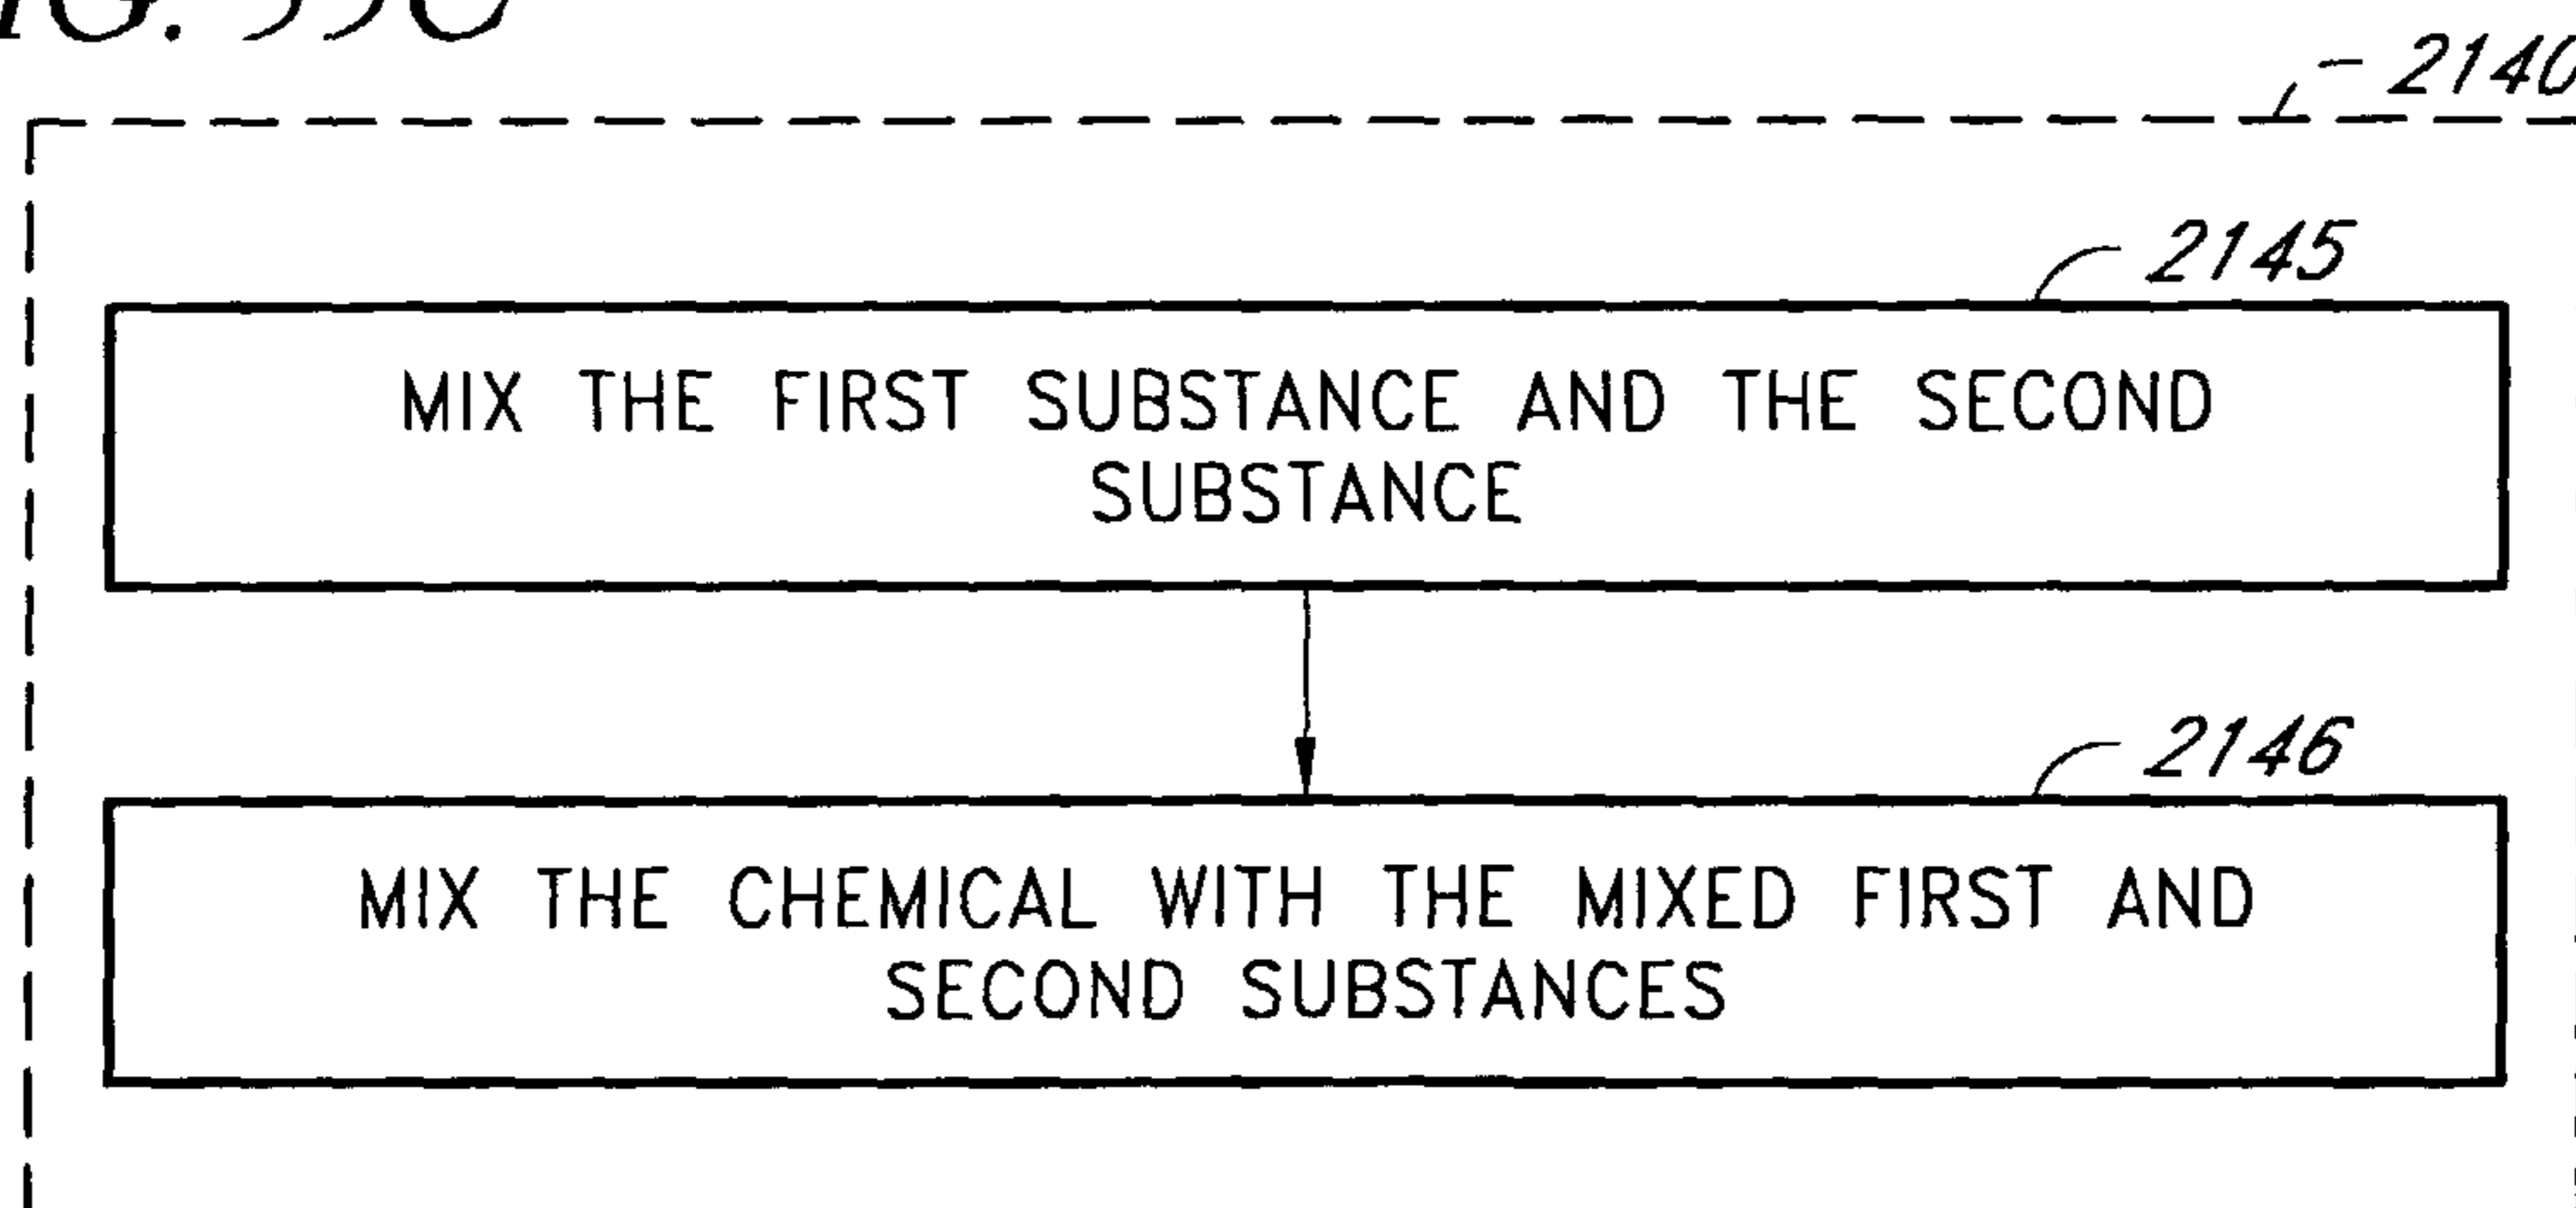 2140
2145
MIX THE FIRST SUBSTANCE AND THE SECOND
SUBSTANCE
2146
MIX THE CHEMICAL WITH THE MIXED FIRST AND
SECOND SUBSTANCES